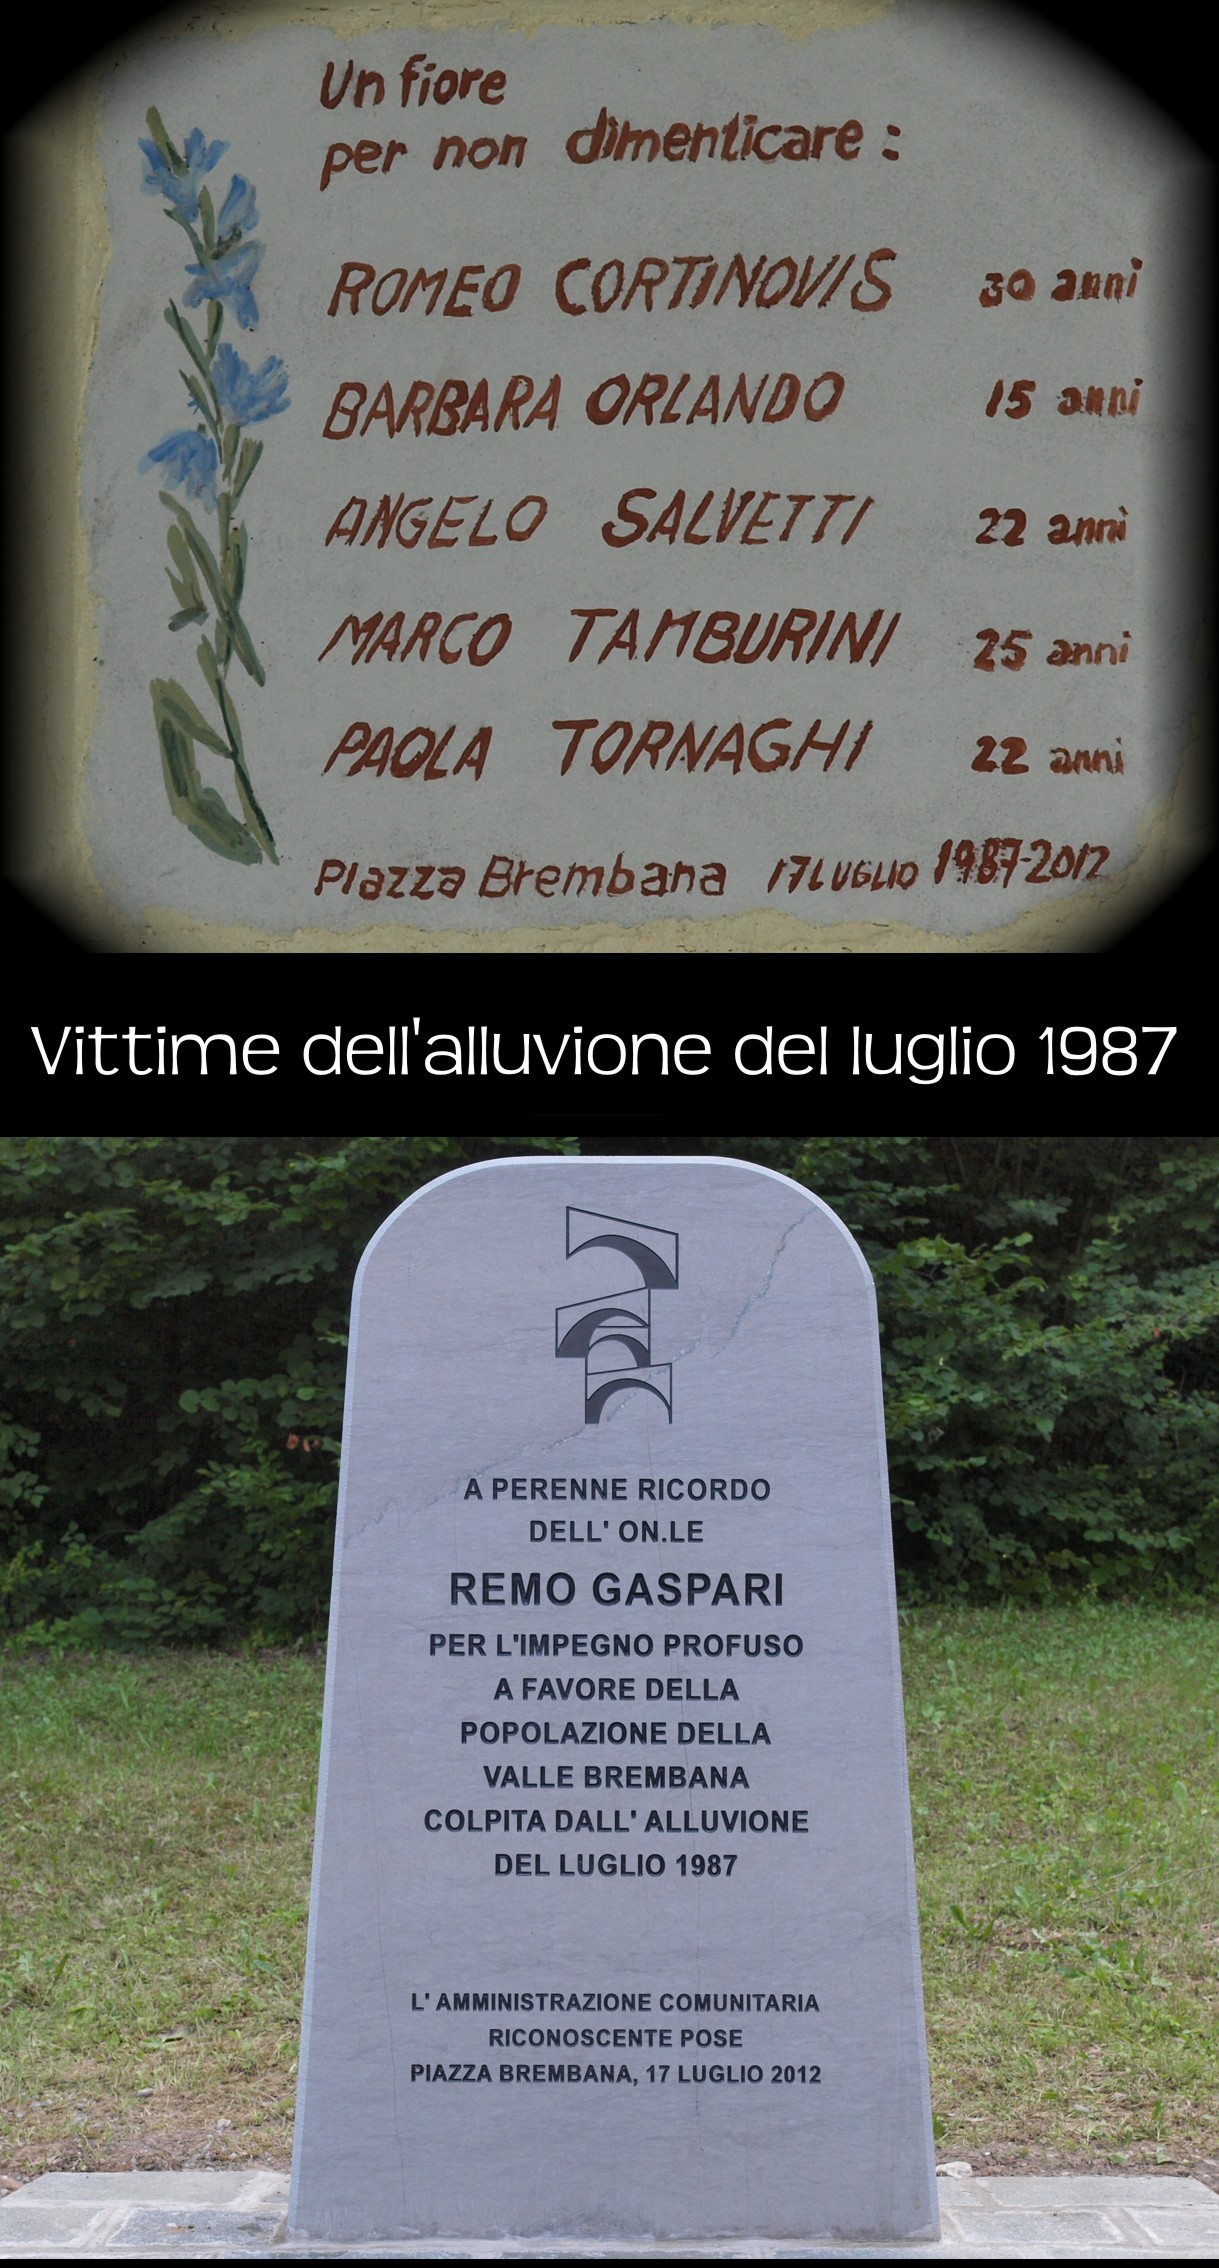 Un fiore
per non dimenticare :
ROMEO CORTINOVIS 30 anni
BARBARA ORLANDO 15 anni
ANGELO SALVETTI 22 anni
MARCO TAMBURINI 25 anni
PAOLA TORNAGHI 22 anni
Piazza Brembana 17 LUGLIO 1987-2012
Vittime dell'alluvione del luglio 1987
A PERENNE RICORDO
DELL' ON.LE
REMO GASPARI
PER L'IMPEGNO PROFUSO
A FAVORE DELLA
POPOLAZIONE DELLA
VALLE BREMBANA
COLPITA DALL' ALLUVIONE
DEL LUGLIO 1987
L' AMMINISTRAZIONE COMUNITARIA
RICONOSCENTE POSE
PIAZZA BREMBANA, 17 LUGLIO 2012